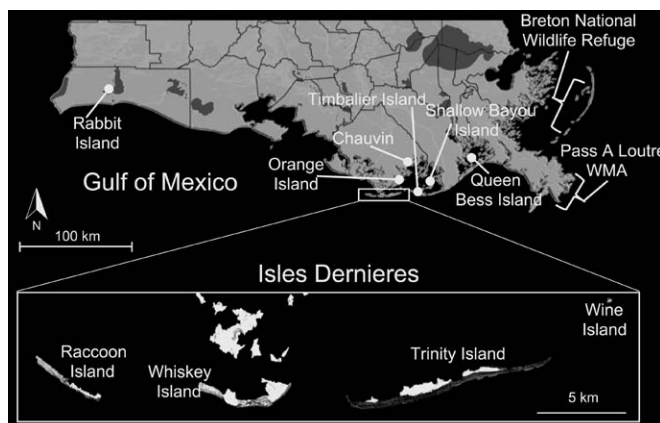 Breton National
Wildlife Refuge
Timbalier Island
Shallow Bayou
Island
Rabbit
Island
Chauvin
Orange
Island
Pass A Loutre
WMA
Queen
Bess Island
Gulf of Mexico
N
100 km
Isles Dernieres
Wine
Island
Raccoon
Island
Whiskey
Island
Trinity Island
5 km